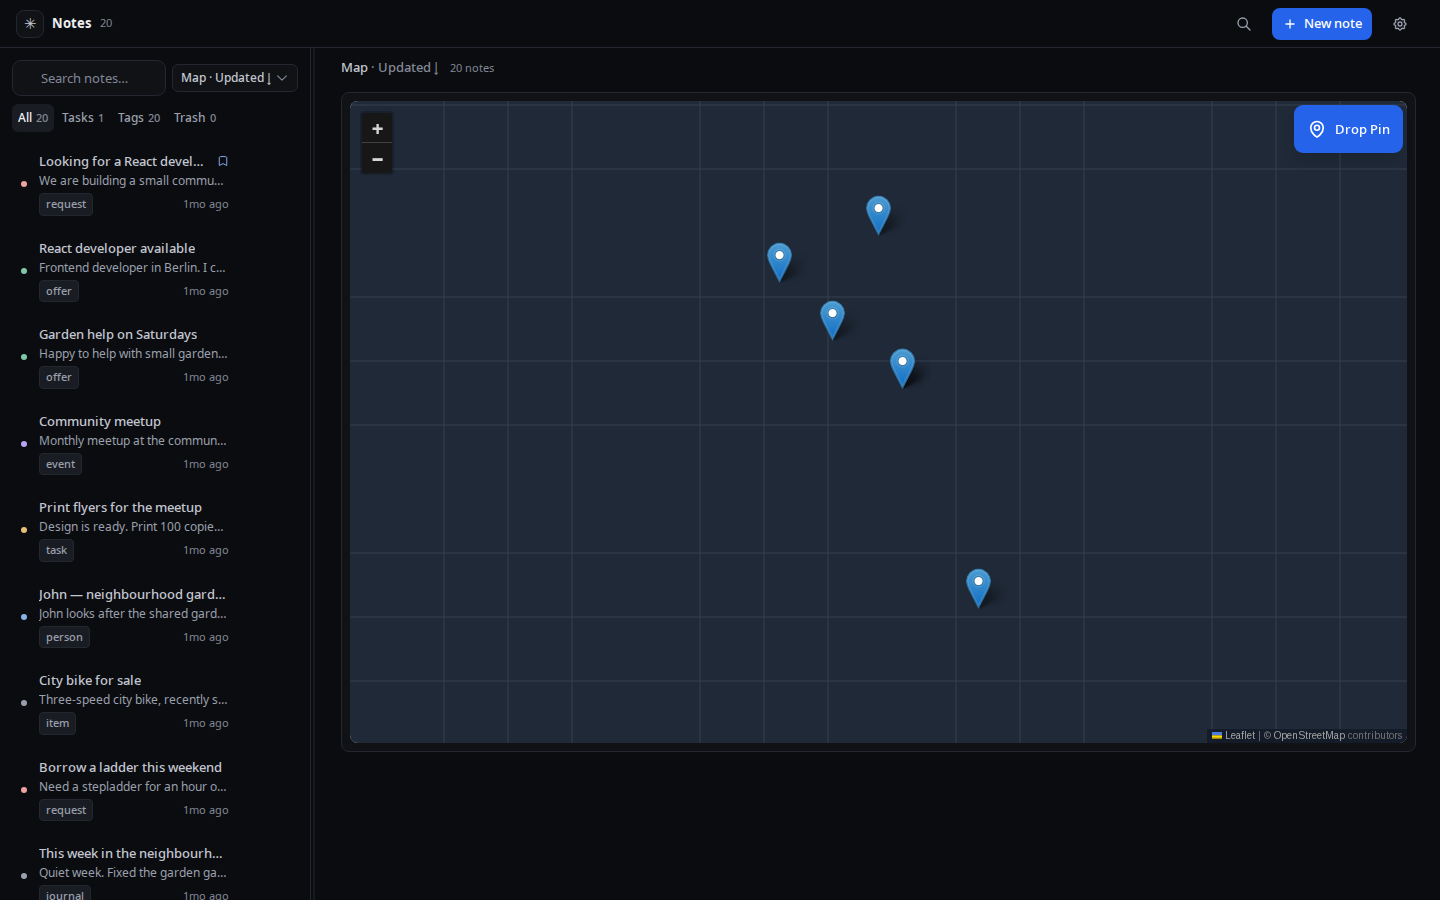 Notes 20
New note
Search notes...
Map · Updated ↓
All 20 Tasks 1 Tags 20 Trash 0
Looking for a React devel...
We are building a small commu...
request 1mo ago
React developer available
Frontend developer in Berlin. I c...
offer 1mo ago
Garden help on Saturdays
Happy to help with small garden...
offer 1mo ago
Community meetup
Monthly meetup at the commun...
event 1mo ago
Print flyers for the meetup
Design is ready. Print 100 copie...
task 1mo ago
John — neighbourhood gard...
John looks after the shared gard...
person 1mo ago
City bike for sale
Three-speed city bike, recently s...
item 1mo ago
Borrow a ladder this weekend
Need a stepladder for an hour o...
request 1mo ago
This week in the neighbourh...
Quiet week. Fixed the garden ga...
journal 1mo ago
Map · Updated ↓ 20 notes
+
−
Drop Pin
Leaflet | © OpenStreetMap contributors